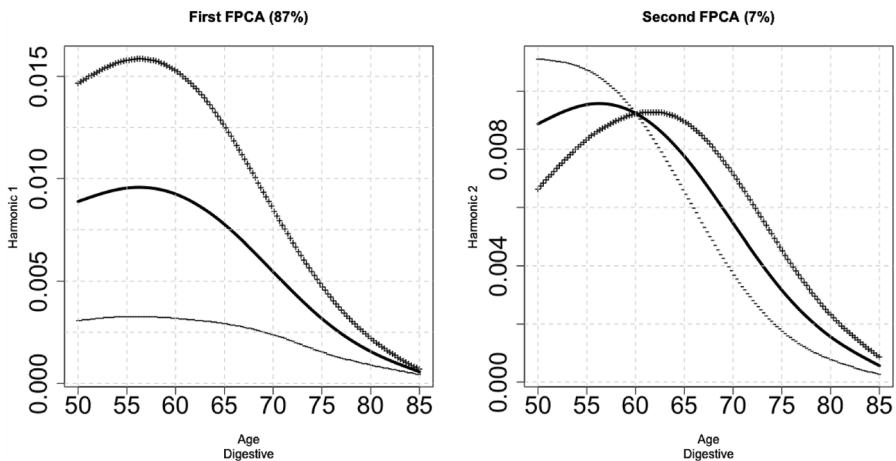 First FPCA (87%)
Harmonic 1
0.015
0.010
0.005
0.000
50 55 60 65 70 75 80 85
Age
Digestive
Second FPCA (7%)
Harmonic 2
0.008
0.004
0.000
50 55 60 65 70 75 80 85
Age
Digestive